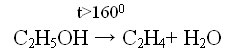 t>160⁰
C₂H₅OH → C₂H₄+ H₂O